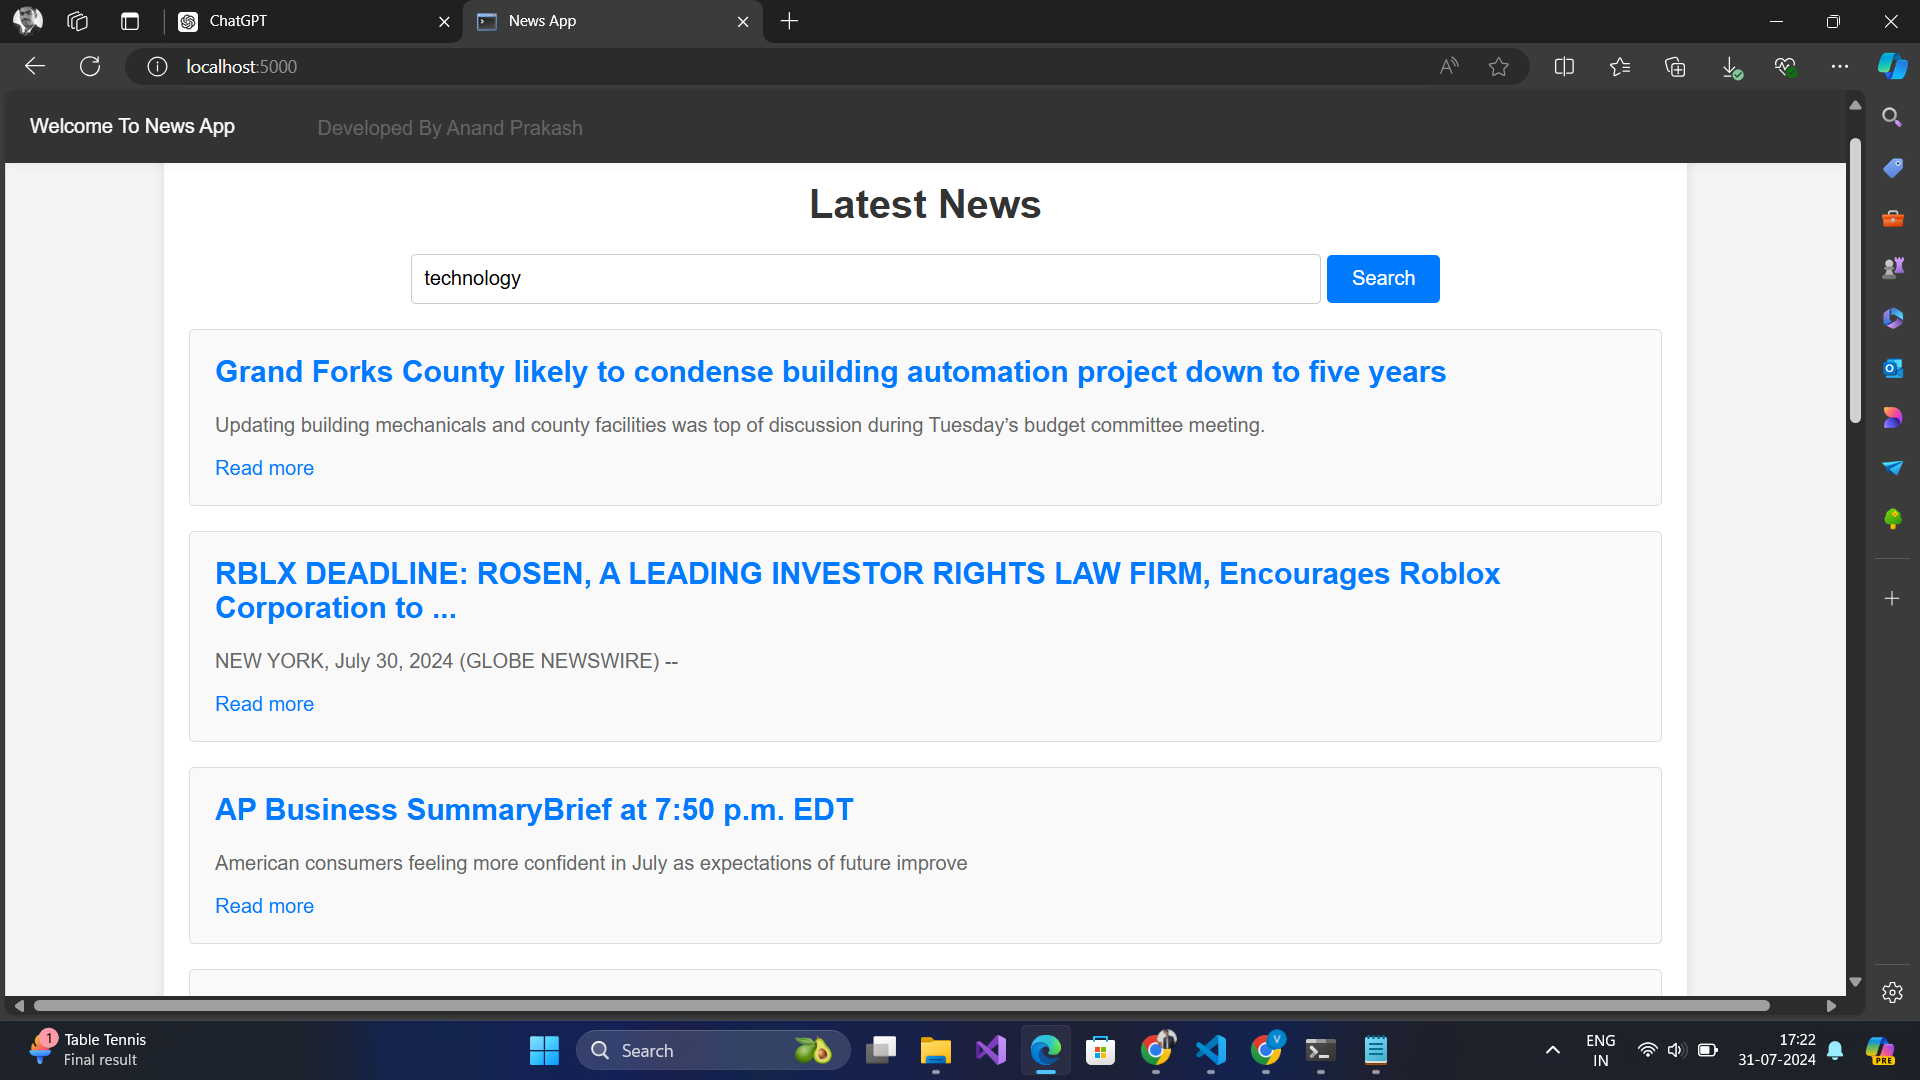 ChatGPT
News App
localhost:5000
Welcome To News App
Developed By Anand Prakash
Latest News
technology
Search
Grand Forks County likely to condense building automation project down to five years
Updating building mechanicals and county facilities was top of discussion during Tuesday’s budget committee meeting.
Read more
RBLX DEADLINE: ROSEN, A LEADING INVESTOR RIGHTS LAW FIRM, Encourages Roblox
Corporation to ...
NEW YORK, July 30, 2024 (GLOBE NEWSWIRE) --
Read more
AP Business SummaryBrief at 7:50 p.m. EDT
American consumers feeling more confident in July as expectations of future improve
Read more
1
Table Tennis
Final result
Search
V
ENG
IN
17:22
31-07-2024
PRE